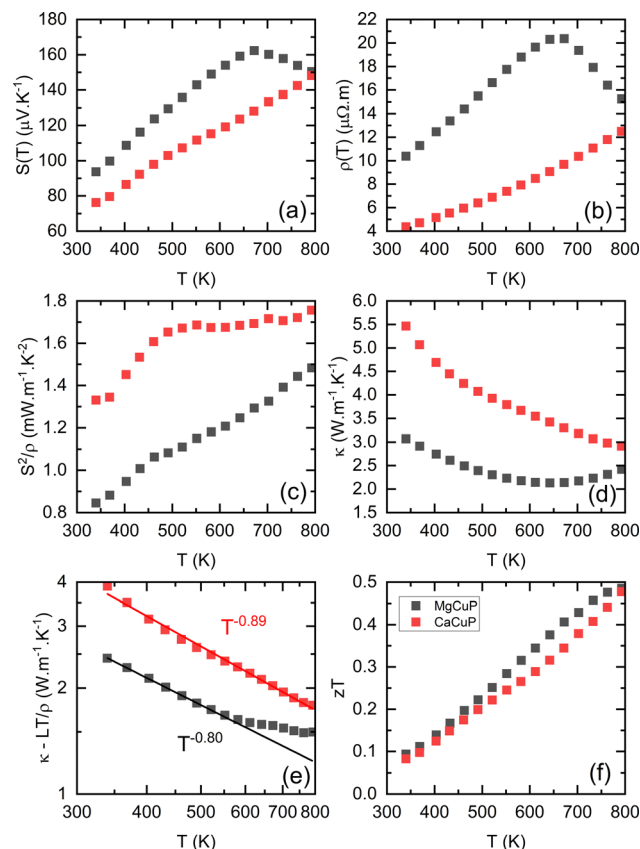 180
160
140
120
100
80
60
S(T) (μV.K⁻¹)
(a)
300 400 500 600 700 800
T (K)
22
20
18
16
14
12
10
8
6
4
ρ(T) (μΩ.m)
(b)
300 400 500 600 700 800
T (K)
1.8
1.6
1.4
1.2
1.0
0.8
S²/ρ (mW.m⁻¹.K⁻²)
(c)
300 400 500 600 700 800
T (K)
6.0
5.5
5.0
4.5
4.0
3.5
3.0
2.5
2.0
1.5
κ (W.m⁻¹.K⁻¹)
(d)
300 400 500 600 700 800
T (K)
4
3
2
1
κ - LT/ρ (W.m⁻¹.K⁻¹)
T⁻⁰·⁸⁹
T⁻⁰·⁸⁰
(e)
300 400 500 600 700 800
T (K)
0.5
0.4
0.3
0.2
0.1
0.0
zT
MgCuP
CaCuP
(f)
300 400 500 600 700 800
T (K)